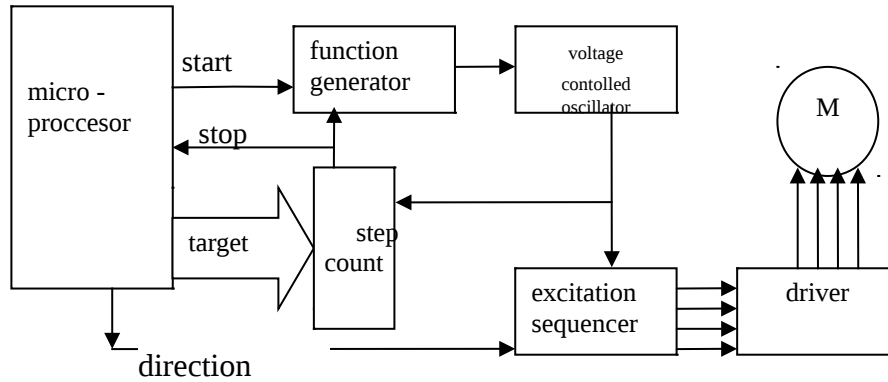 micro -
proccesor
start
stop
target
direction
function
generator
voltage
contolled
oscillator
step
count
excitation
sequencer
driver
M